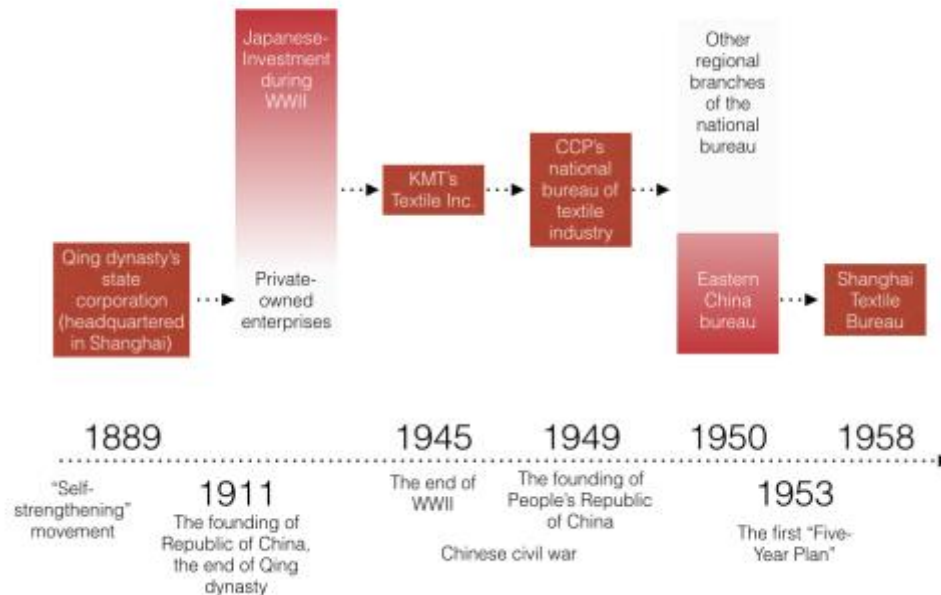 Japanese-
Investment
during
WWII
Private-
owned
enterprises
Qing dynasty's
state
corporation
(headquartered
in Shanghai)
KMT's
Textile Inc.
CCP's
national
bureau of
textile
industry
Other
regional
branches
of the
national
bureau
Eastern
China
bureau
Shanghai
Textile
Bureau
1889
"Self-
strengthening"
movement
1911
The founding of
Republic of China,
the end of Qing
dynasty
1945
The end of
WWII
1949
The founding of
People's Republic
of China
Chinese civil war
1950
1953
The first "Five-
Year Plan"
1958